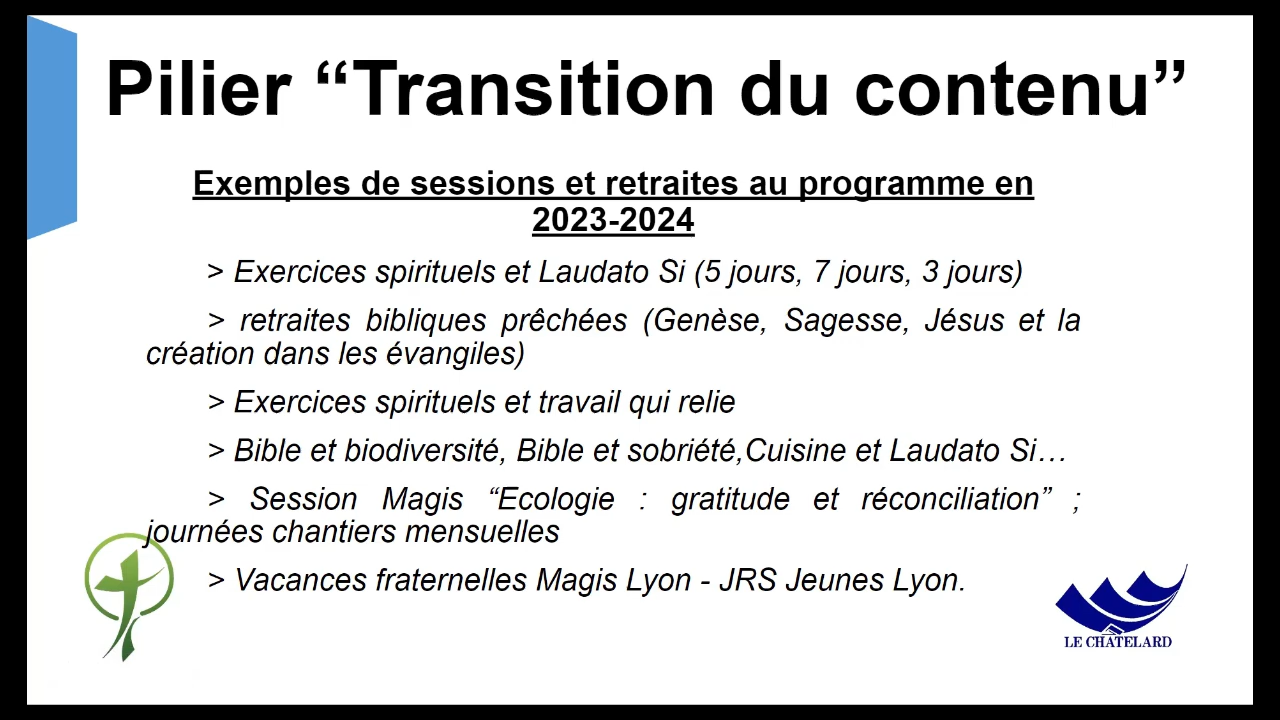 Pilier “Transition du contenu”
Exemples de sessions et retraites au programme en
2023-2024
> Exercices spirituels et Laudato Si (5 jours, 7 jours, 3 jours)
> retraites bibliques prêchées (Genèse, Sagesse, Jésus et la
création dans les évangiles)
> Exercices spirituels et travail qui relie
> Bible et biodiversité, Bible et sobriété,Cuisine et Laudato Si…
> Session Magis “Ecologie : gratitude et réconciliation” ;
journées chantiers mensuelles
> Vacances fraternelles Magis Lyon - JRS Jeunes Lyon.
LE CHÂTELARD